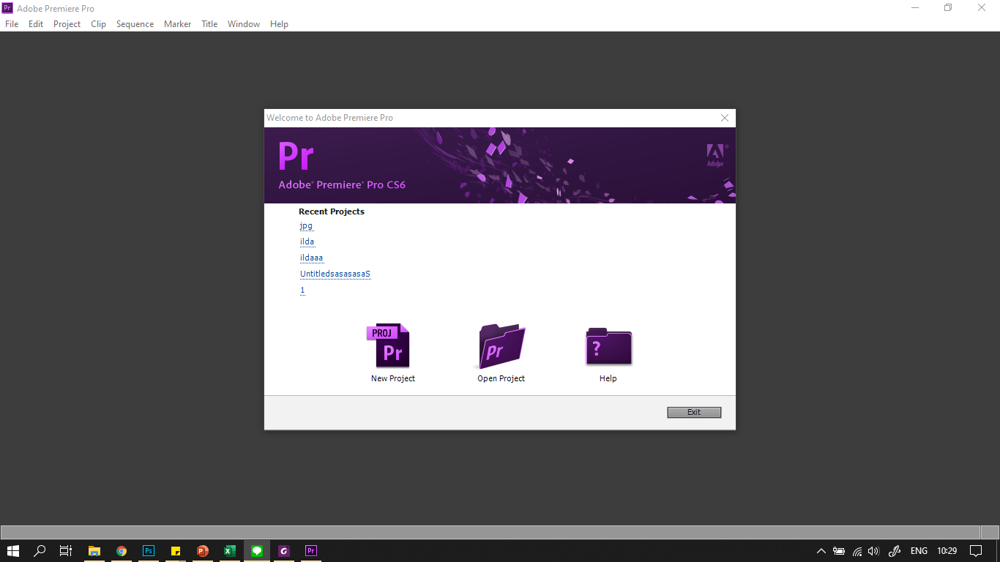 Pr Adobe Premiere Pro
File Edit Project Clip Sequence Marker Title Window Help
Welcome to Adobe Premiere Pro
Pr
Adobe
Adobe® Premiere® Pro CS6
Recent Projects
jpg
ilda
ildaaa
UntitledsasasasaS
1
PROJ
Pr
Pr
?
New Project Open Project Help
Exit
Ps
Pr
ENG 10:29